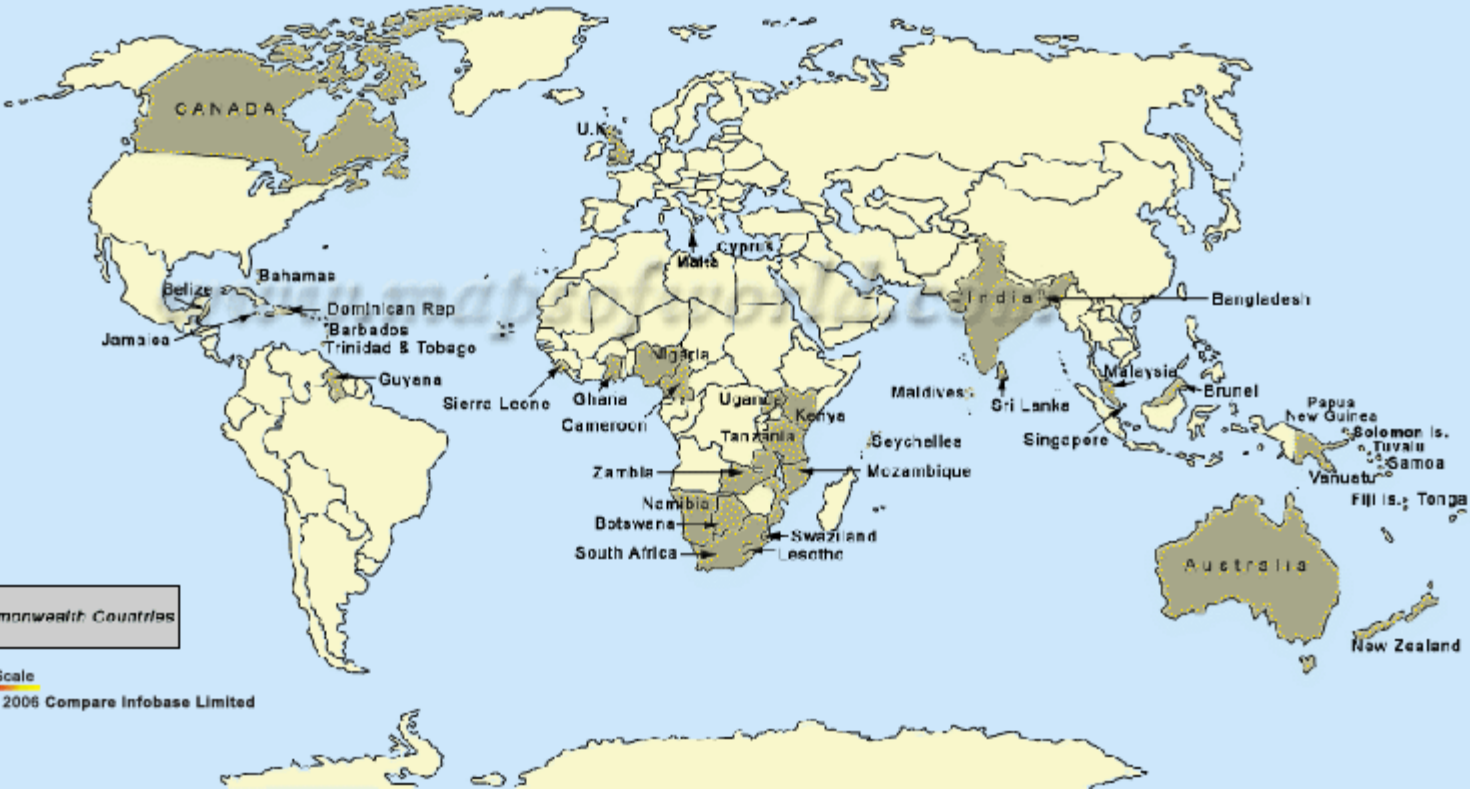 CANADA
U.K.
Cyprus
Malta
Bahamas
Belize
www.mapsofworld.com
India
Bangladesh
Dominican Rep
Barbados
Jamaica
Trinidad & Tobago
Nigeria
Malaysia
Guyana
Maldives
Brunei
Sierra Leone
Ghana
Uganda
Kenya
Sri Lanka
Papua
New Guinea
Cameroon
Tanzania
Seychelles
Singapore
Solomon Is.
Tuvalu
Samoa
Zambia
Mozambique
Vanuatu
Namibia
Fiji Is.
Tonga
Botswana
Swaziland
South Africa
Lesotho
Australia
monwealth Countries
New Zealand
Scale
2006 Compare Infobase Limited